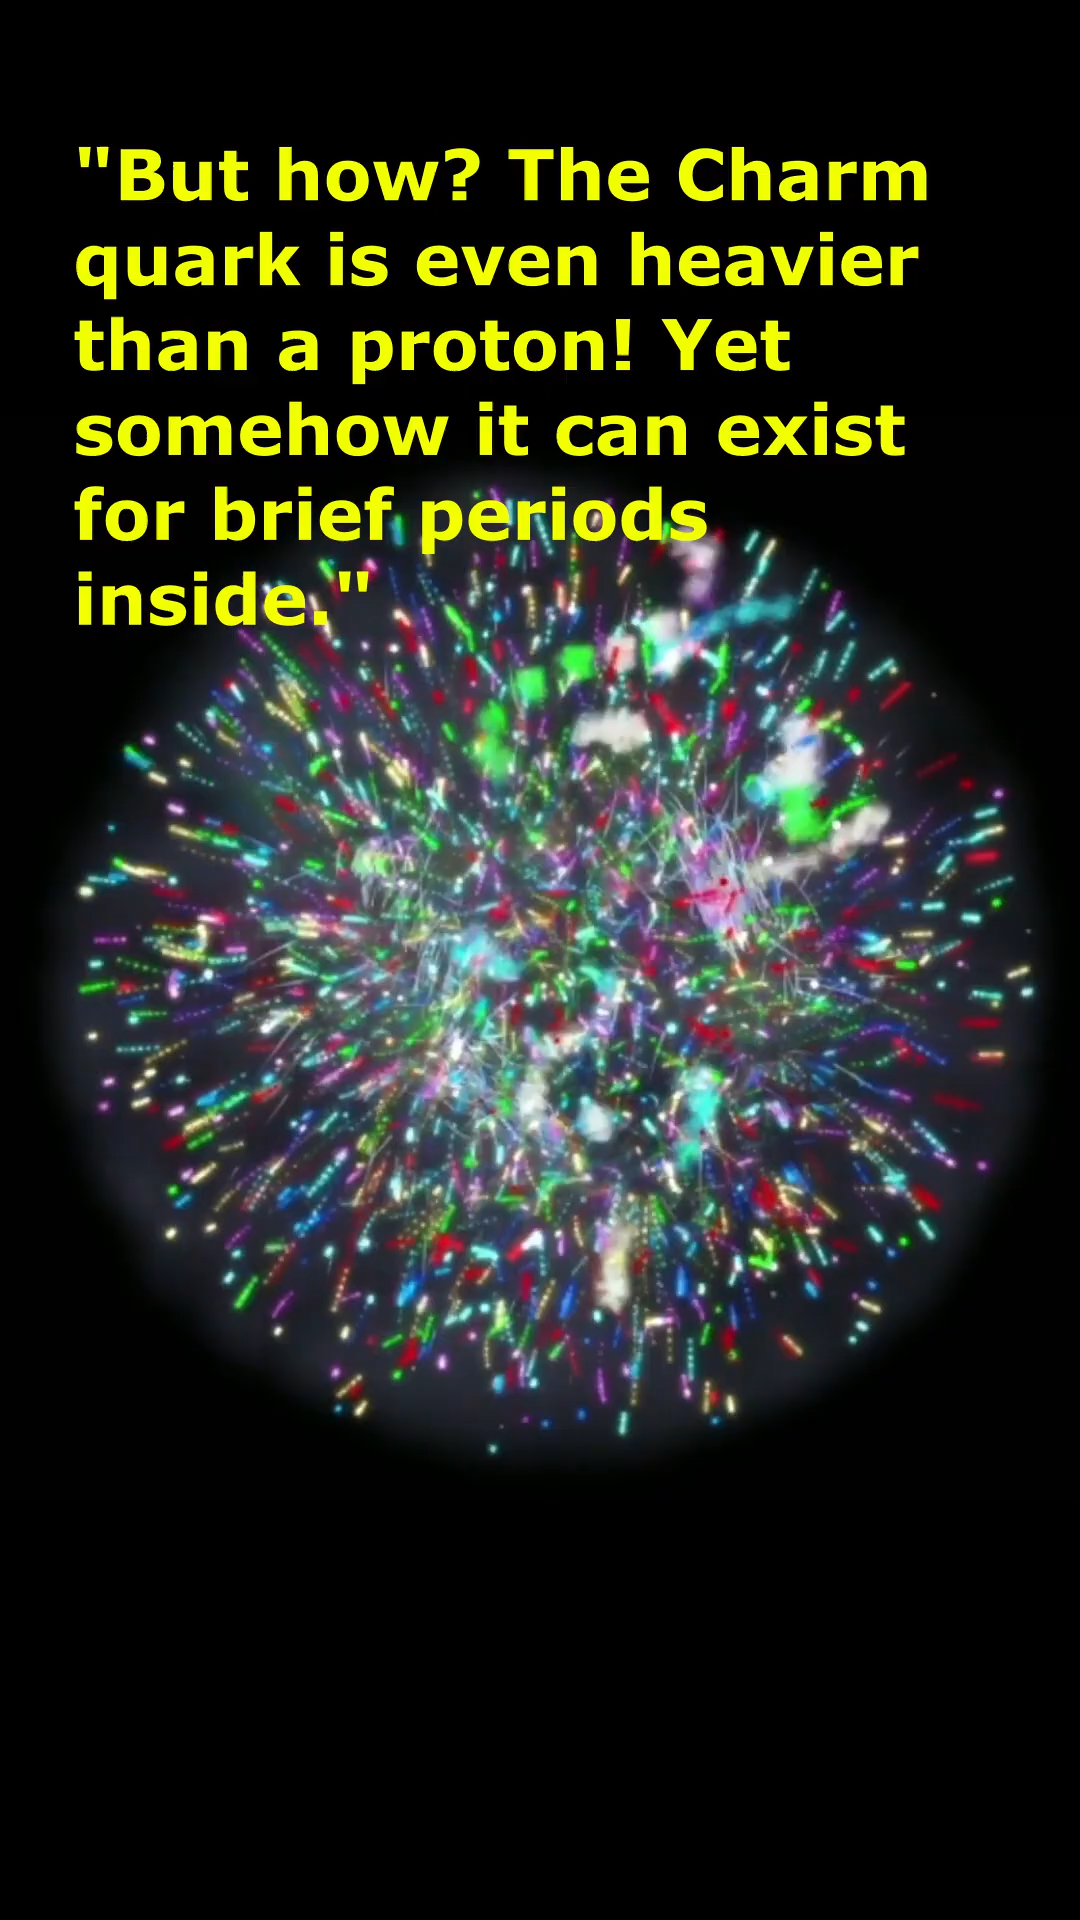 "But how? The Charm
quark is even heavier
than a proton! Yet
somehow it can exist
for brief periods
inside."